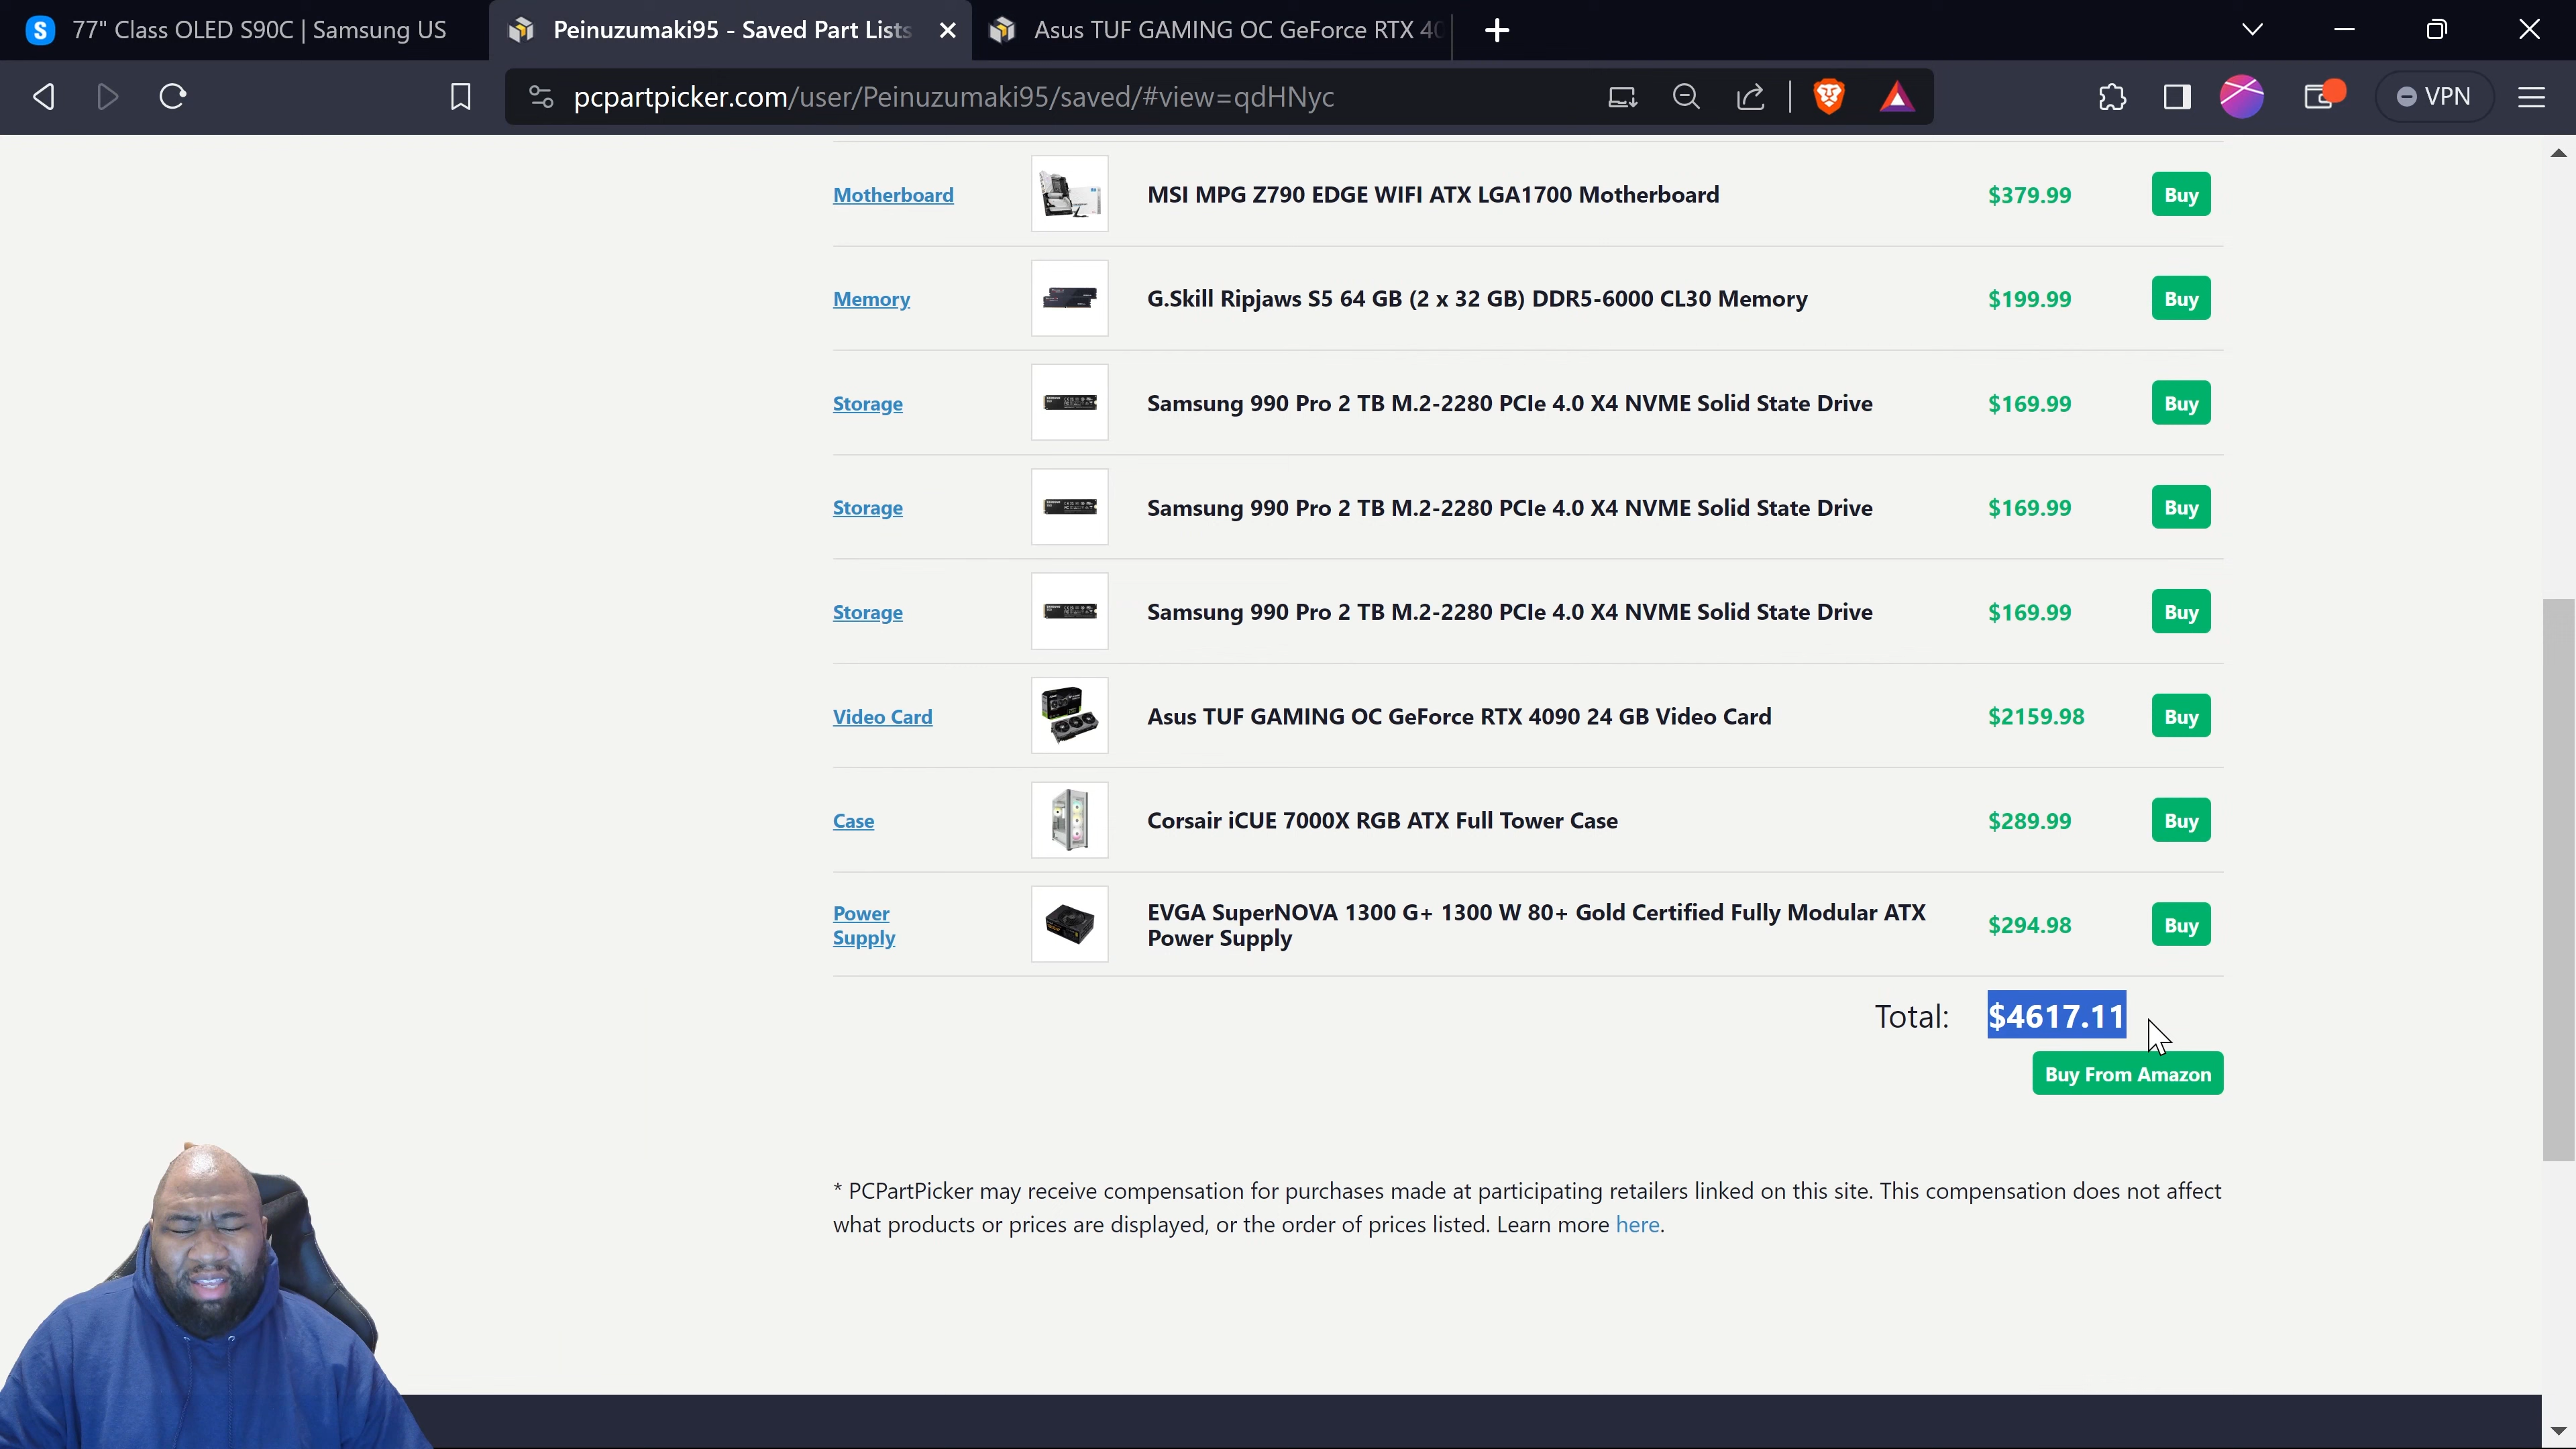 77" Class OLED S90C | Samsung US
Peinuzumaki95 - Saved Part Lists
Asus TUF GAMING OC GeForce RTX 40
pcpartpicker.com/user/Peinuzumaki95/saved/#view=qdHNyc
VPN
Motherboard MSI MPG Z790 EDGE WIFI ATX LGA1700 Motherboard $379.99 Buy
Memory G.Skill Ripjaws S5 64 GB (2 x 32 GB) DDR5-6000 CL30 Memory $199.99 Buy
Storage Samsung 990 Pro 2 TB M.2-2280 PCIe 4.0 X4 NVME Solid State Drive $169.99 Buy
Storage Samsung 990 Pro 2 TB M.2-2280 PCIe 4.0 X4 NVME Solid State Drive $169.99 Buy
Storage Samsung 990 Pro 2 TB M.2-2280 PCIe 4.0 X4 NVME Solid State Drive $169.99 Buy
Video Card Asus TUF GAMING OC GeForce RTX 4090 24 GB Video Card $2159.98 Buy
Case Corsair iCUE 7000X RGB ATX Full Tower Case $289.99 Buy
Power
Supply
EVGA SuperNOVA 1300 G+ 1300 W 80+ Gold Certified Fully Modular ATX
Power Supply
$294.98 Buy
Total: $4617.11
Buy From Amazon
* PCPartPicker may receive compensation for purchases made at participating retailers linked on this site. This compensation does not affect
what products or prices are displayed, or the order of prices listed. Learn more here.